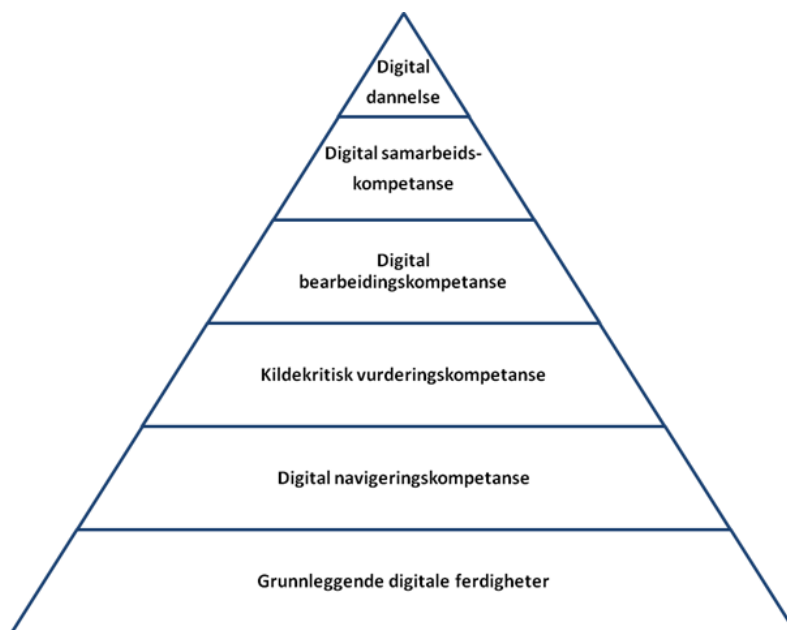 Digital
dannelse
Digital samarbeids-
kompetanse
Digital
bearbeidingskompetanse
Kildekritisk vurderingskompetanse
Digital navigeringskompetanse
Grunnleggende digitale ferdigheter